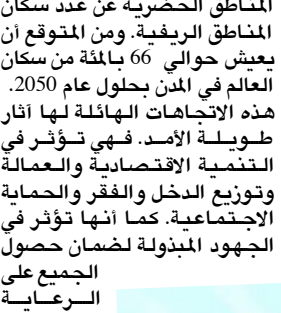 المناطق الحضرية عن عدد سكان
المناطق الريفية. ومن المتوقع أن
يعيش حوالي 66 بالمئة من سكان
العالم في المدن بحلول عام 2050.
هذه الاتجاهات الهائلة لها آثار
طويلة الأمد. فهي تؤثر في
التنمية الاقتصادية والعمالة
وتوزيع الدخل والفقر والحماية
الاجتماعية. كما أنها تؤثر في
الجهود المبذولة لضمان حصول
الجميع على
الرعاية